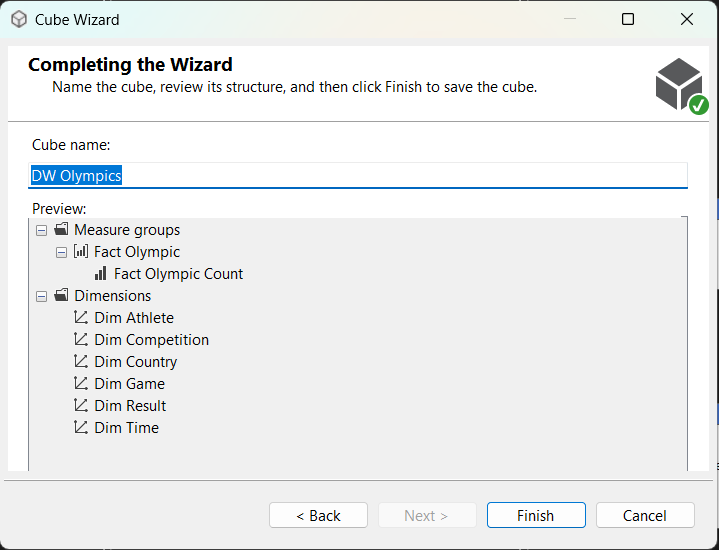 Cube Wizard
Completing the Wizard
Name the cube, review its structure, and then click Finish to save the cube.
Cube name:
DW Olympics
Preview:
Measure groups
Fact Olympic
Fact Olympic Count
Dimensions
Dim Athlete
Dim Competition
Dim Country
Dim Game
Dim Result
Dim Time
< Back Next > Finish Cancel